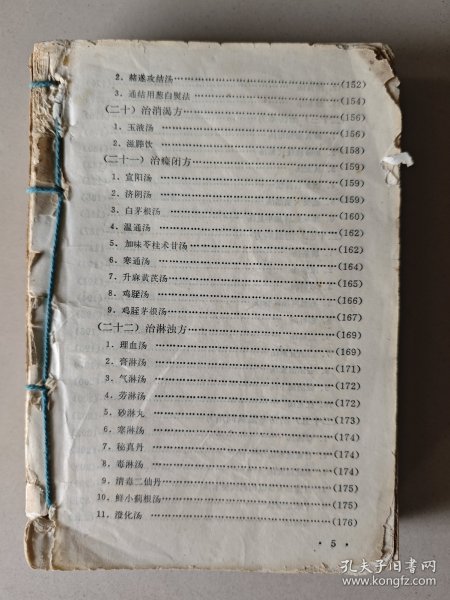 2．赭遂攻结汤……(152)
3．通结用葱白熨法……(154)
（二十）治消渴方……(156)
1．玉液汤……(156)
2．滋膵饮……(158)
（二十一）治癃闭方……(159)
1．宣阳汤……(159)
2．济阴汤……(159)
3．白茅根汤……(160)
4．温通汤……(162)
5．加味苓桂术甘汤……(162)
6．寒通汤……(164)
7．升麻黄芪汤……(165)
8．鸡胵汤……(166)
9．鸡胵茅根汤……(167)
（二十二）治淋浊方……(169)
1．理血汤……(169)
2．膏淋汤……(171)
3．气淋汤……(172)
4．劳淋汤……(172)
5．砂淋丸……(173)
6．寒淋汤……(174)
7．秘真丹……(174)
8．毒淋汤……(174)
9．清毒二仙丹……(175)
10．鲜小蓟根汤……(175)
11．澄化汤……(176)
· 5 ·
孔夫子旧书网
www.kongfz.com